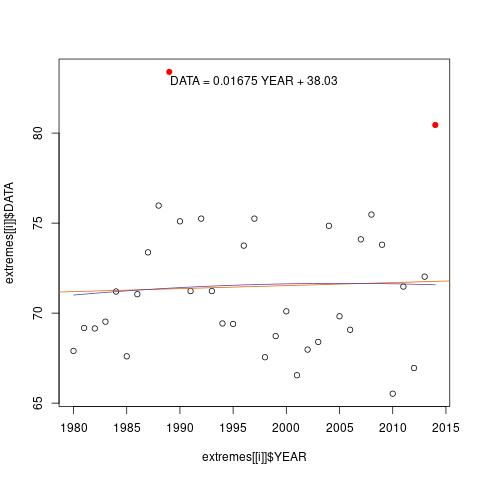 DATA = 0.01675 YEAR + 38.03
80
75
70
65
extremes[[i]]$DATA
1980 1985 1990 1995 2000 2005 2010 2015
extremes[[i]]$YEAR